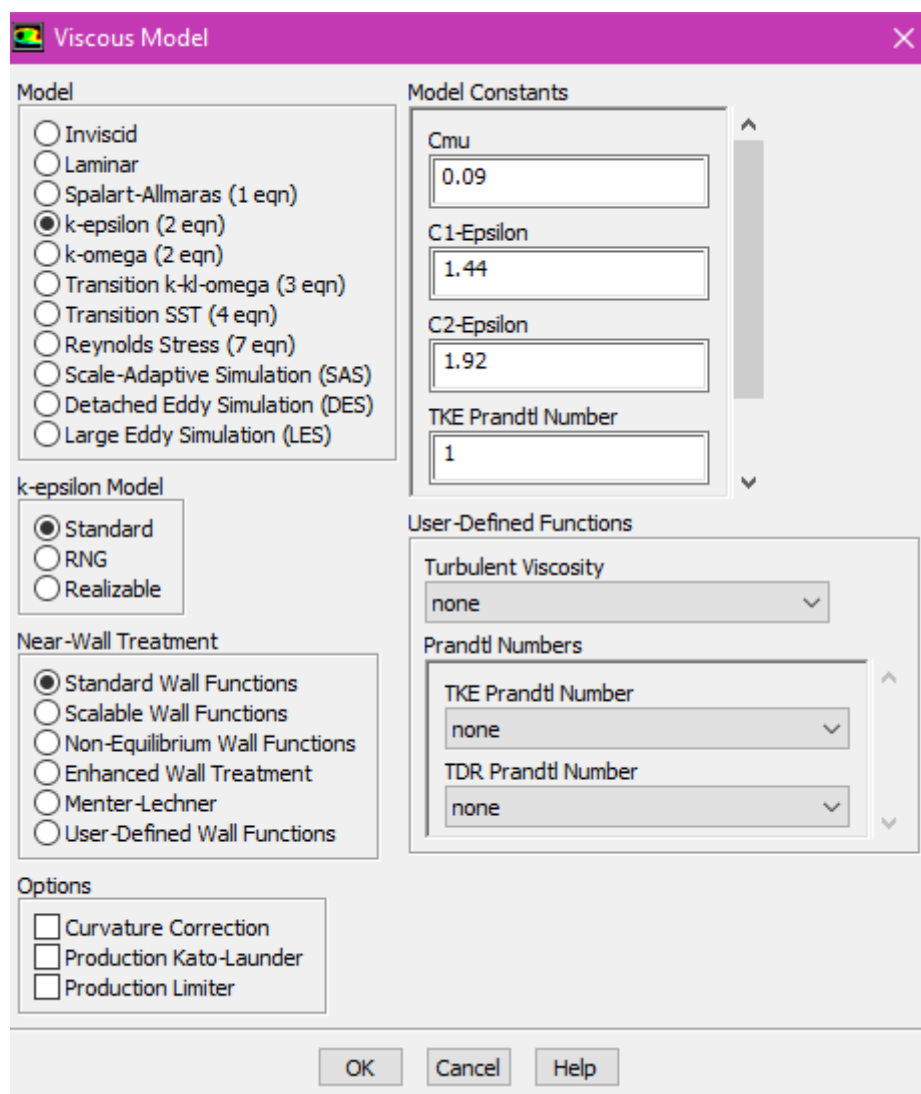 Viscous Model
Model
Inviscid
Laminar
Spalart-Allmaras (1 eqn)
k-epsilon (2 eqn)
k-omega (2 eqn)
Transition k-kl-omega (3 eqn)
Transition SST (4 eqn)
Reynolds Stress (7 eqn)
Scale-Adaptive Simulation (SAS)
Detached Eddy Simulation (DES)
Large Eddy Simulation (LES)
k-epsilon Model
Standard
RNG
Realizable
Near-Wall Treatment
Standard Wall Functions
Scalable Wall Functions
Non-Equilibrium Wall Functions
Enhanced Wall Treatment
Menter-Lechner
User-Defined Wall Functions
Options
Curvature Correction
Production Kato-Launder
Production Limiter
Model Constants
Cmu
0.09
C1-Epsilon
1.44
C2-Epsilon
1.92
TKE Prandtl Number
1
User-Defined Functions
Turbulent Viscosity
none
Prandtl Numbers
TKE Prandtl Number
none
TDR Prandtl Number
none
OK
Cancel
Help